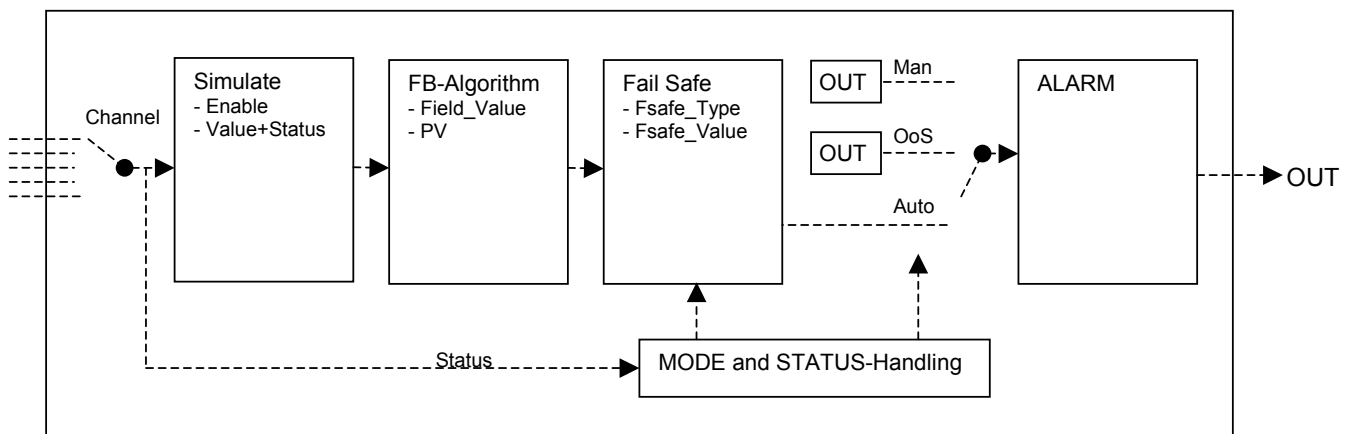 Simulate
- Enable
- Value+Status
FB-Algorithm
- Field_Value
- PV
Fail Safe
- Fsafe_Type
- Fsafe_Value
OUT
Man
OUT
OoS
Auto
ALARM
Channel
OUT
Status
MODE and STATUS-Handling